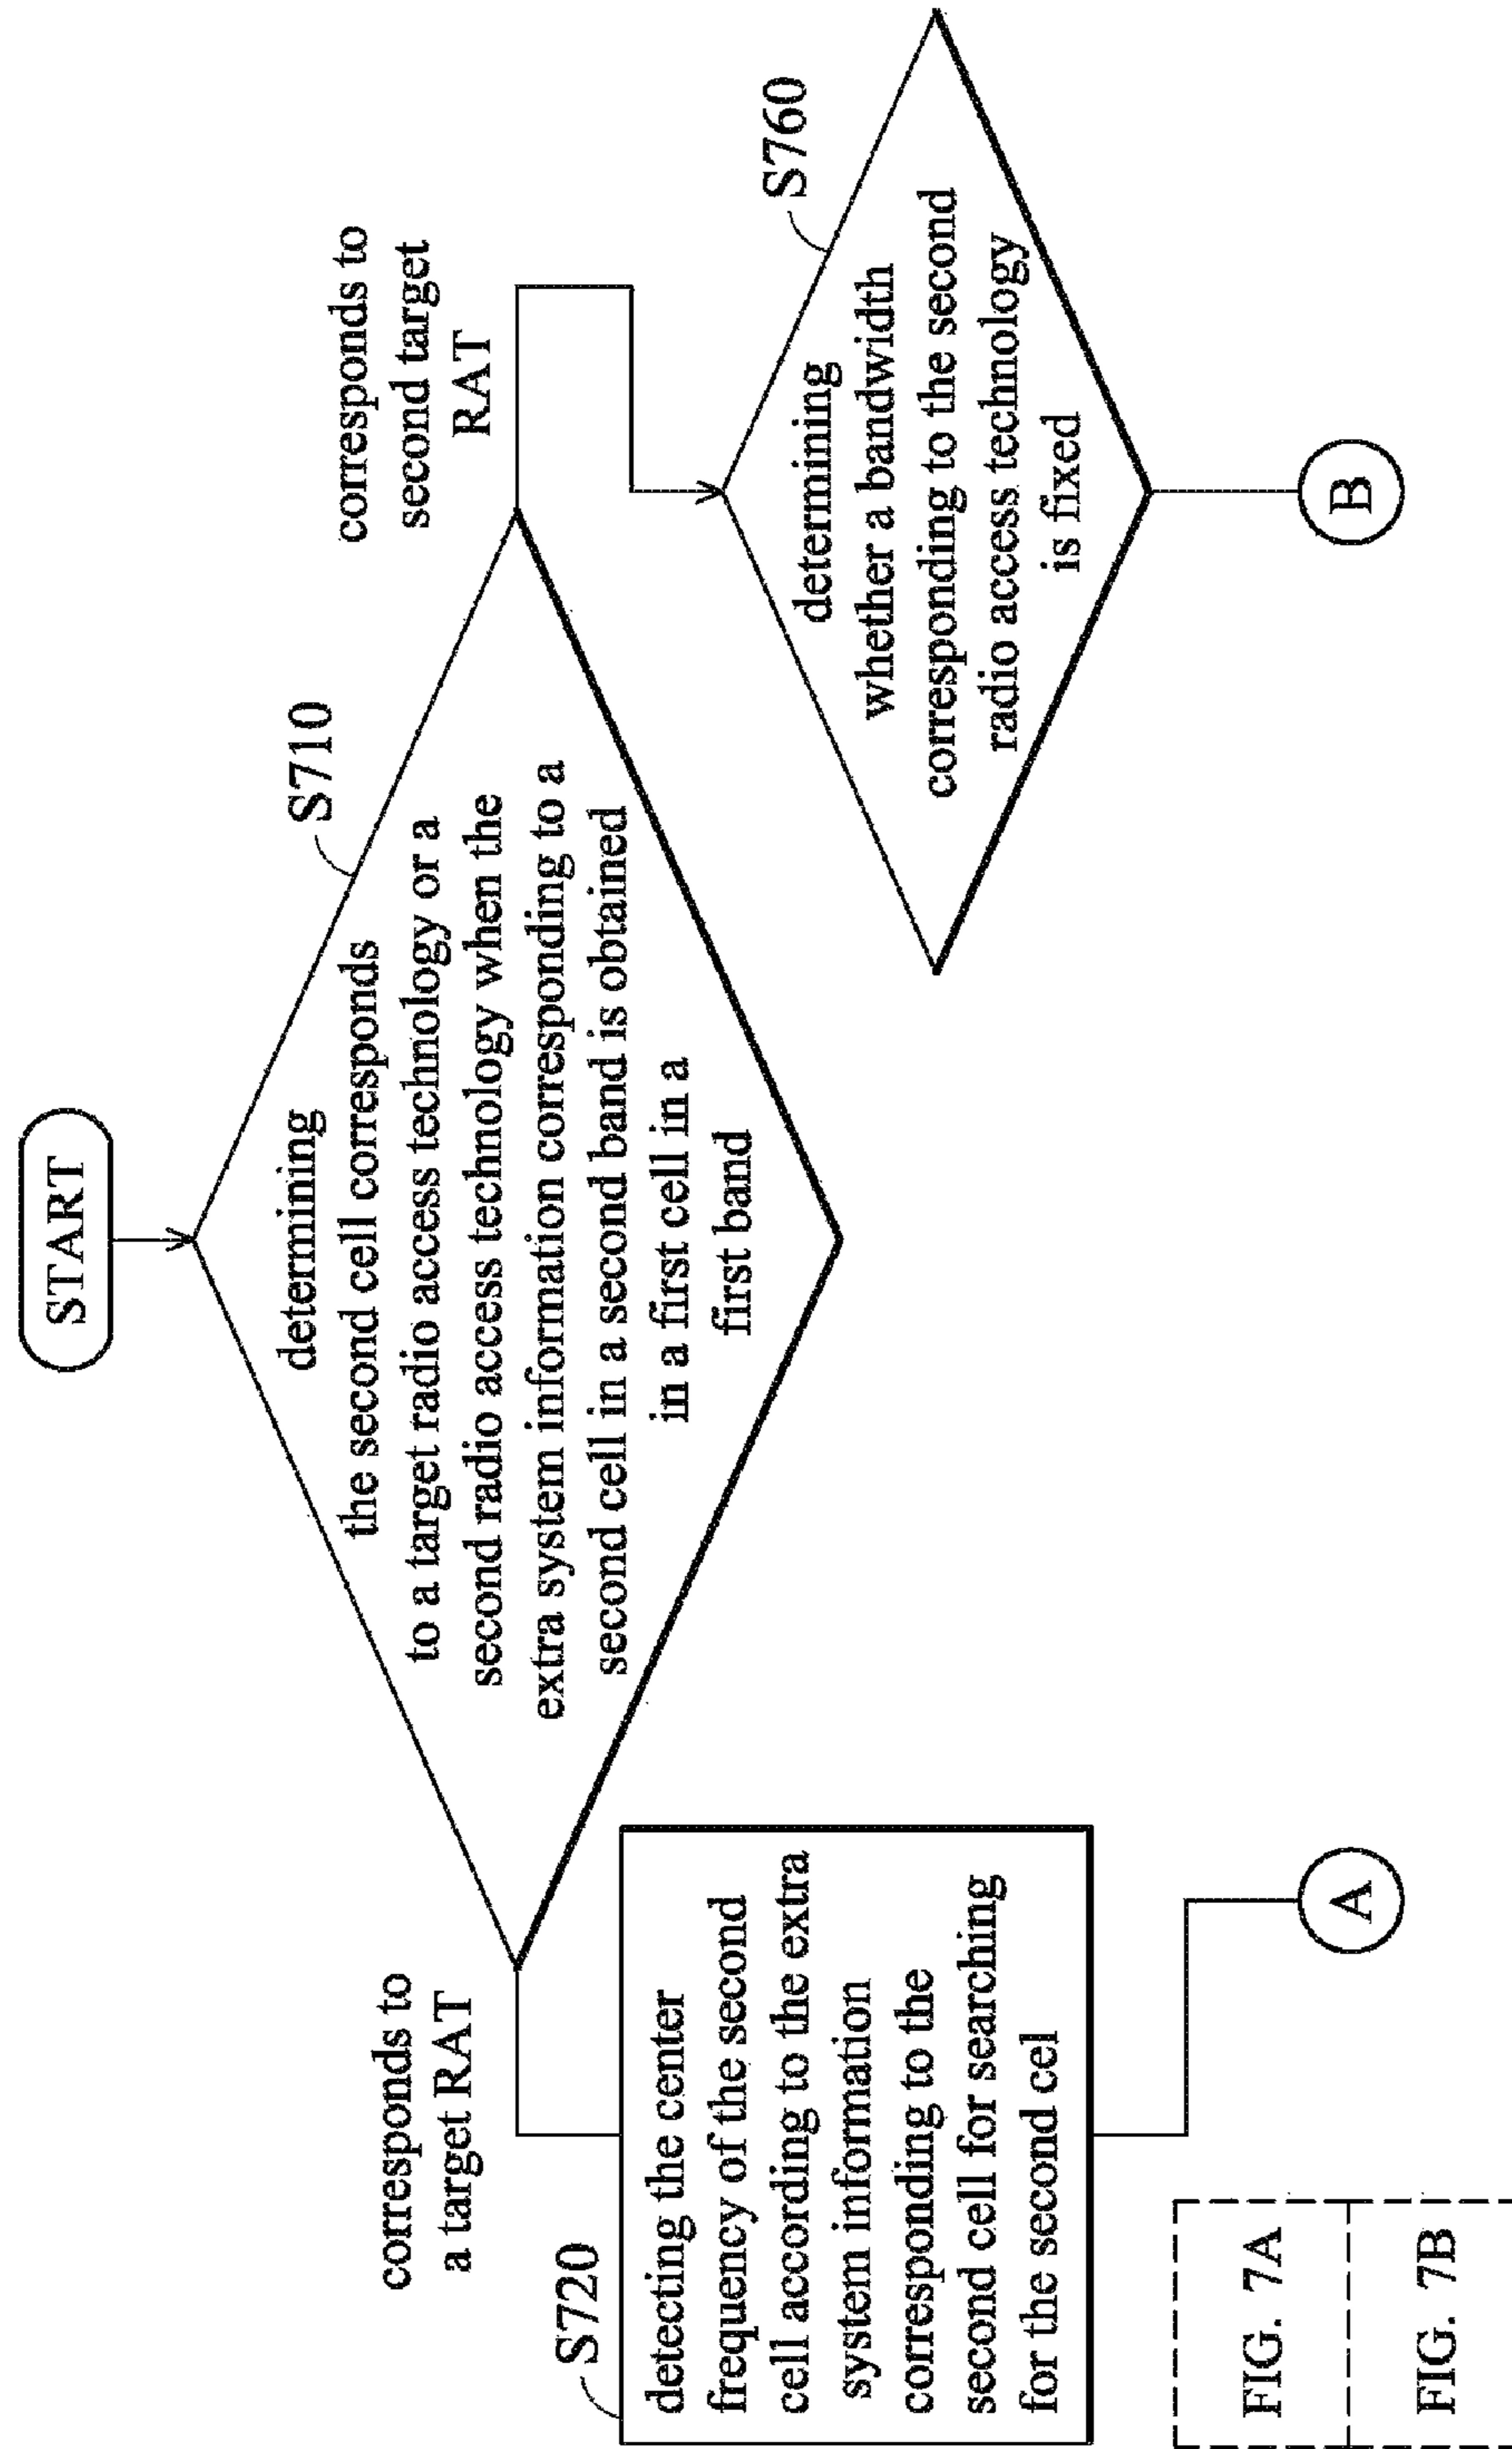 START
S710
determining
the second cell corresponds
to a target radio access technology or a
second radio access technology when the
extra system information corresponding to a
second cell in a second band is obtained
in a first cell in a
first band
corresponds to
a target RAT
corresponds to
second target
RAT
S720
detecting the center
frequency of the second
cell according to the extra
system information
corresponding to the
second cell for searching
for the second cel
S760
determining
whether a bandwidth
corresponding to the second
radio access technology
is fixed
A
B
FIG. 7A
FIG. 7B